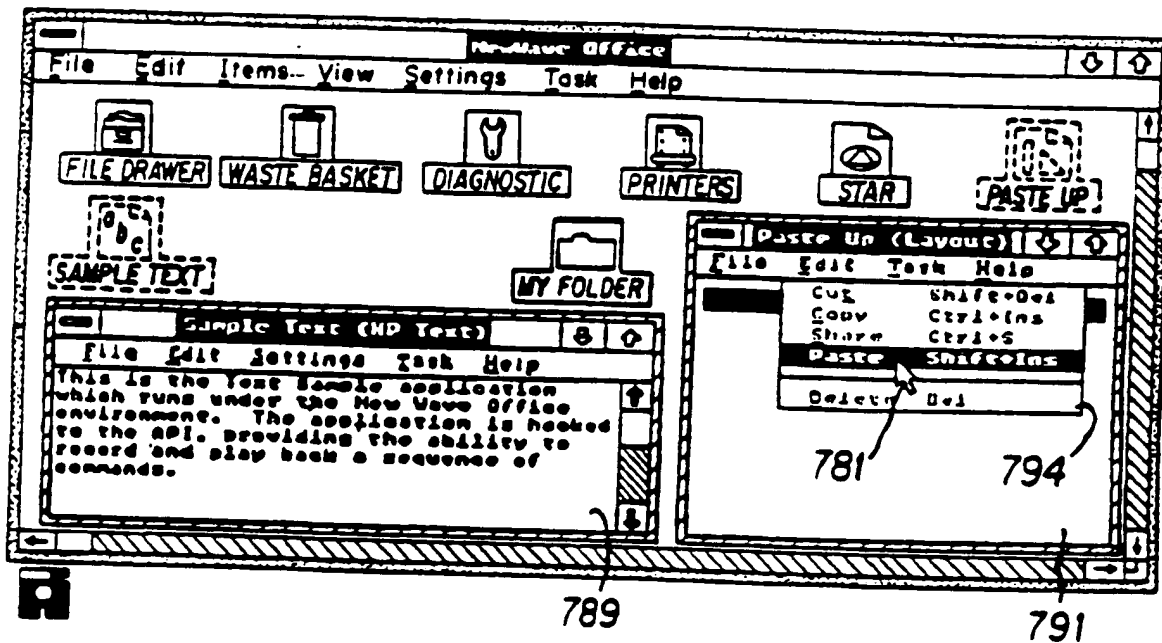 NewWave Office
File Edit Items View Settings Task Help
FILE DRAWER WASTE BASKET DIAGNOSTIC PRINTERS STAR PASTE UP
SAMPLE TEXT
MY FOLDER
Paste Up (Layout)
File Edit Task Help
Cut Shift+Del
Copy Ctrl+Ins
Share Ctrl+S
Paste Shift+Ins
Delete Del
Sample Text (HP Text)
File Edit Settings Task Help
This is the Text Sample application
which runs under the New Wave Office
environment. The application is hooked
to the API, providing the ability to
record and play back a sequence of
commands.
781 794
789 791